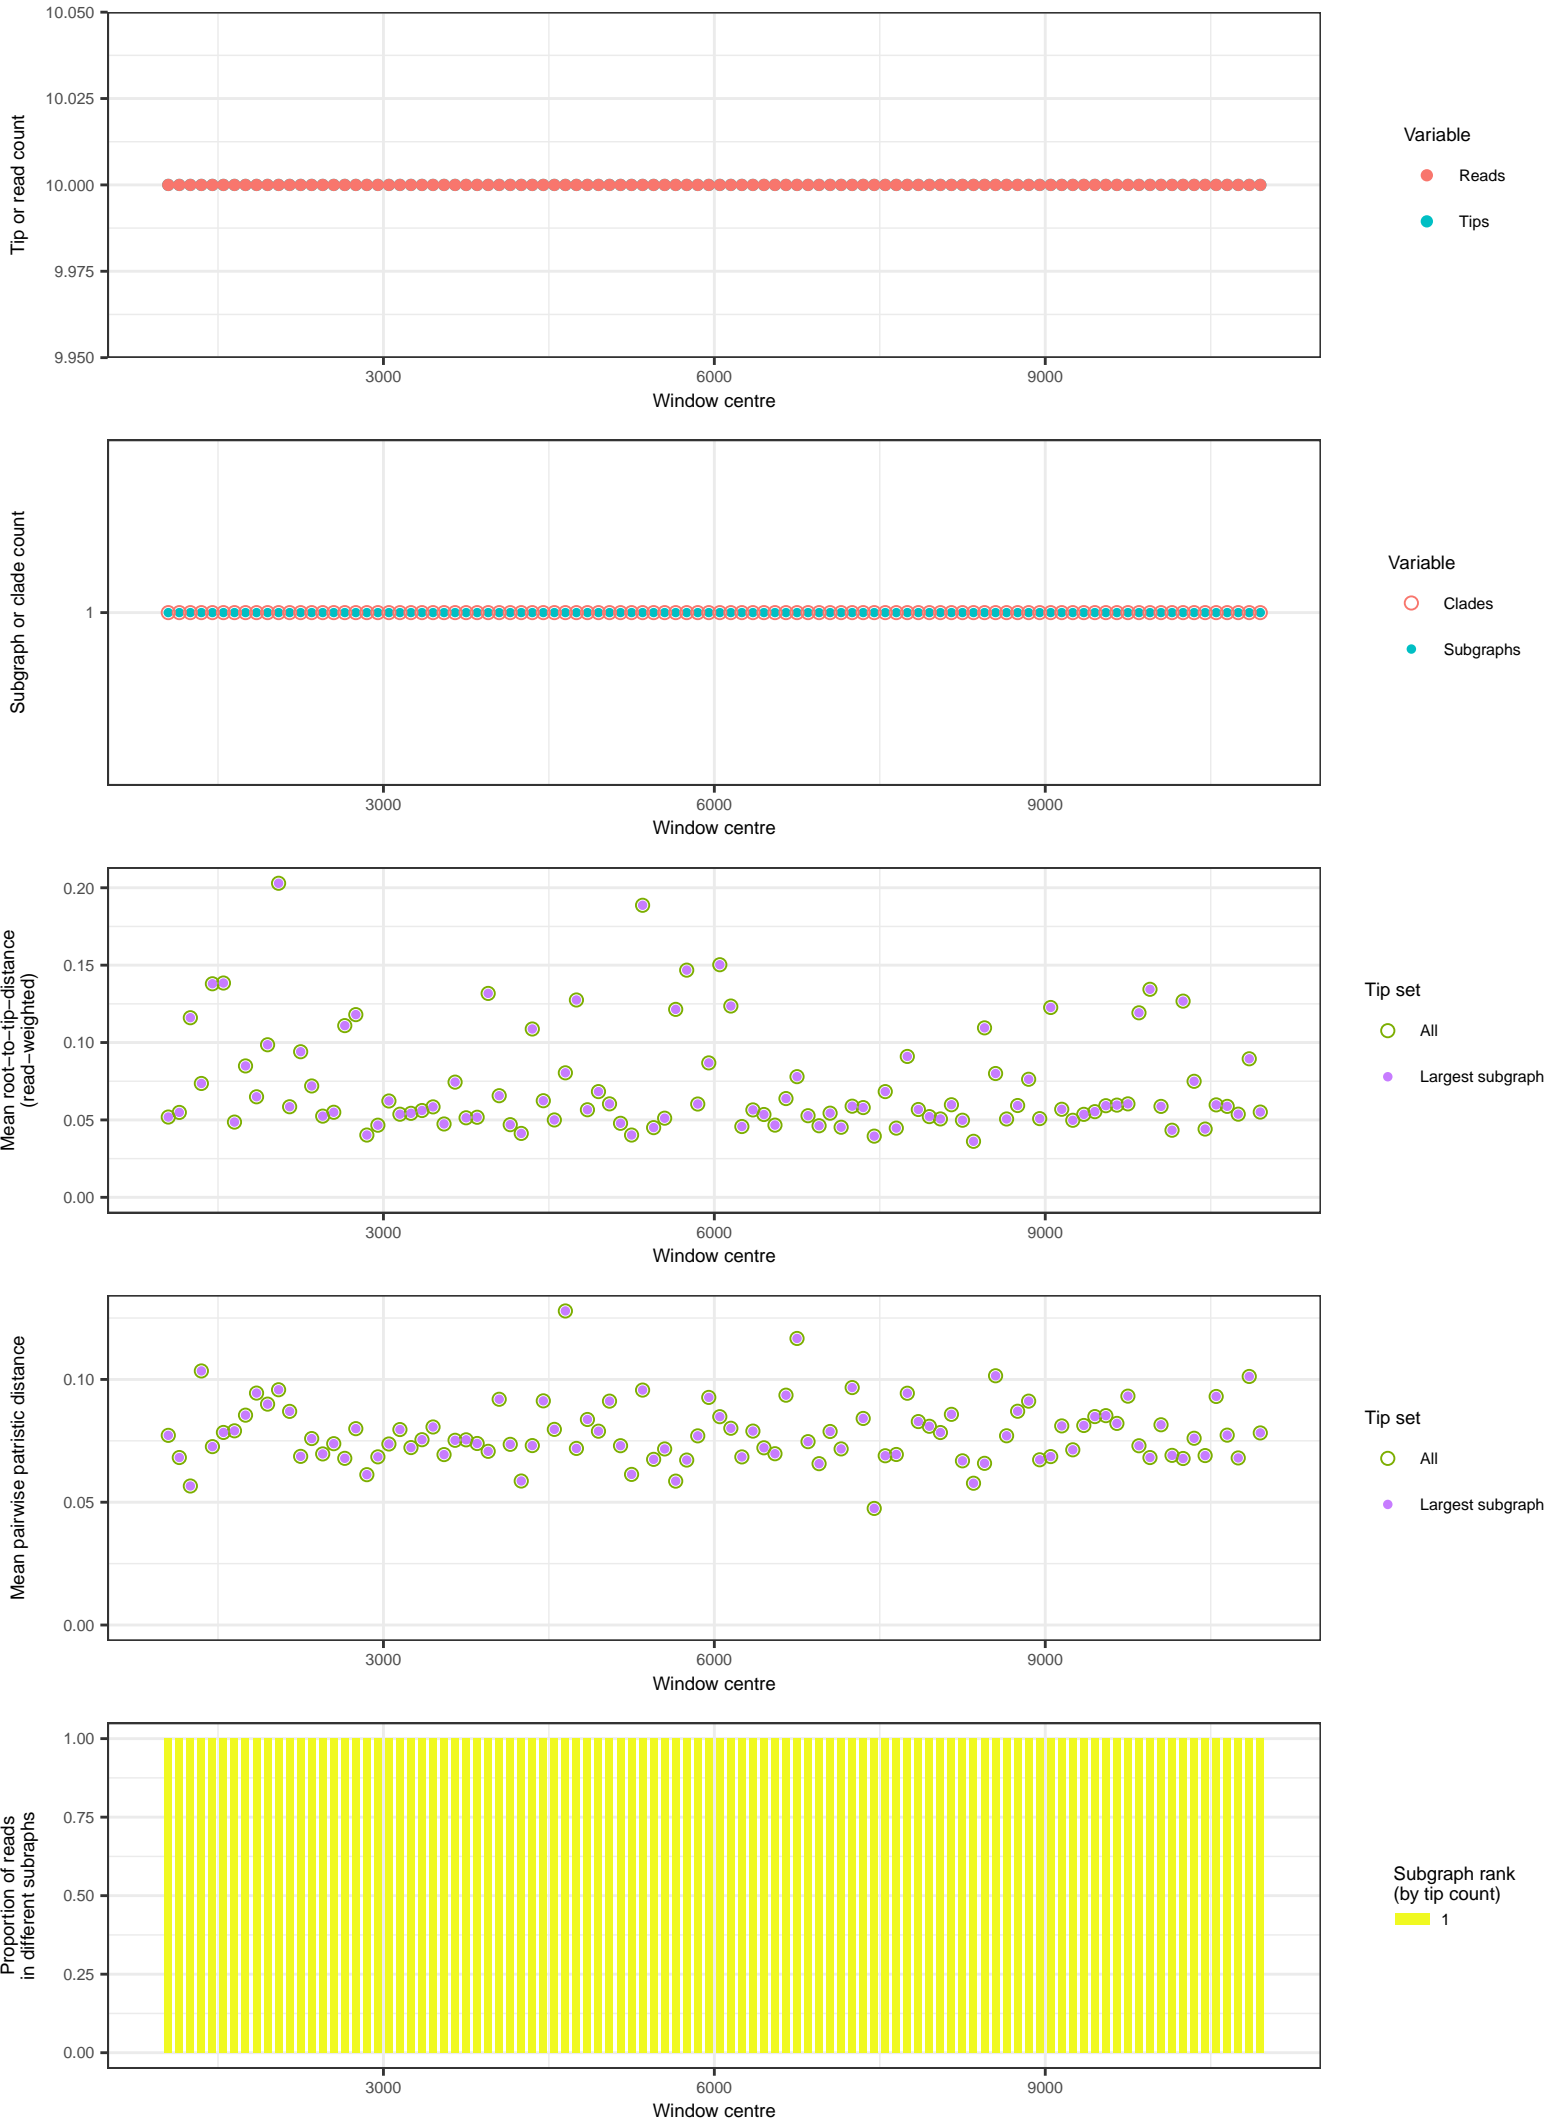 10.050
10.025
10.000
9.975
9.950
Tip or read count
3000 6000 9000
Window centre
Variable
Reads
Tips
1
Subgraph or clade count
3000 6000 9000
Window centre
Variable
Clades
Subgraphs
0.20
0.15
0.10
0.05
0.00
Mean root−to−tip−distance
(read−weighted)
3000 6000 9000
Window centre
Tip set
All
Largest subgraph
0.10
0.05
0.00
Mean pairwise patristic distance
3000 6000 9000
Window centre
Tip set
All
Largest subgraph
1.00
0.75
0.50
0.25
0.00
Proportion of reads
in different subraphs
3000 6000 9000
Window centre
Subgraph rank
(by tip count)
1